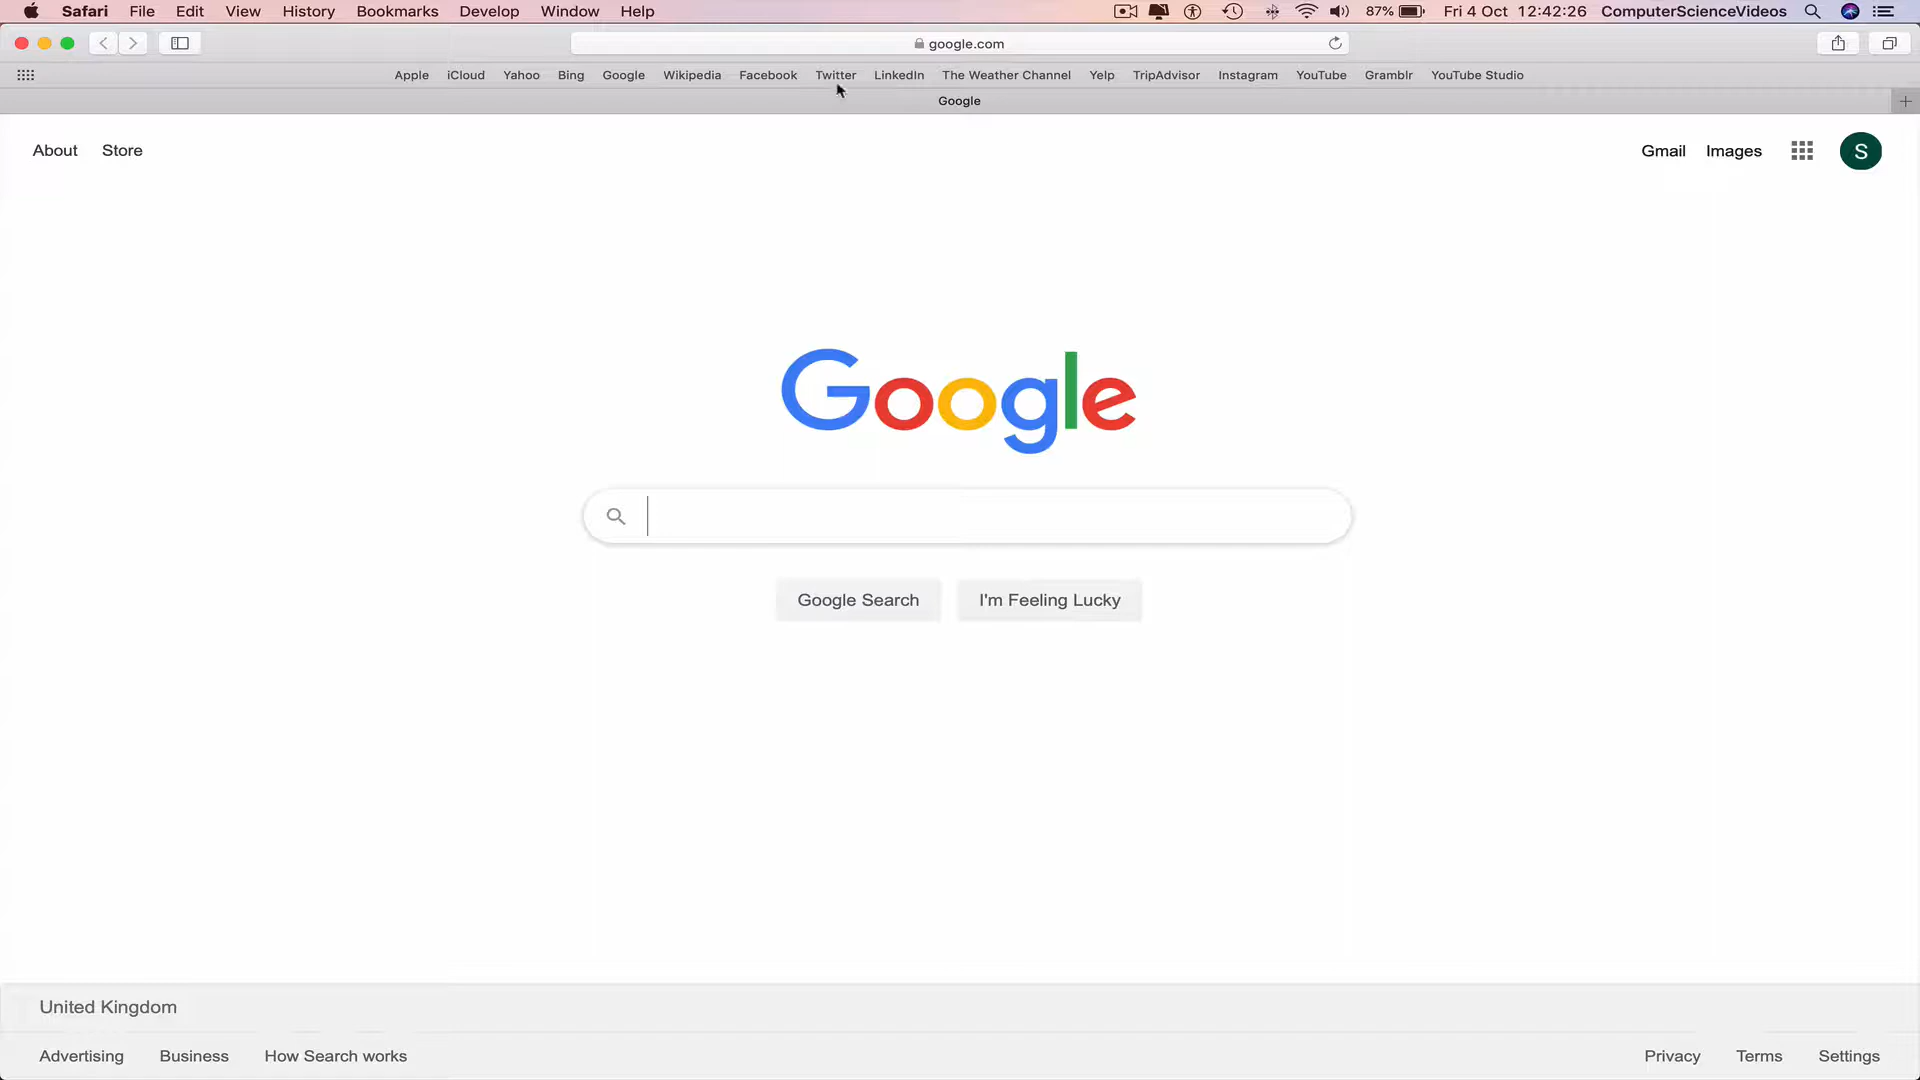 Safari File Edit View History Bookmarks Develop Window Help 87% Fri 4 Oct 12:42:26 ComputerScienceVideos
google.com
Apple iCloud Yahoo Bing Google Wikipedia Facebook Twitter LinkedIn The Weather Channel Yelp TripAdvisor Instagram YouTube Gramblr YouTube Studio
Google
About Store Gmail Images S
Google
Google Search I'm Feeling Lucky
United Kingdom
Advertising Business How Search works Privacy Terms Settings